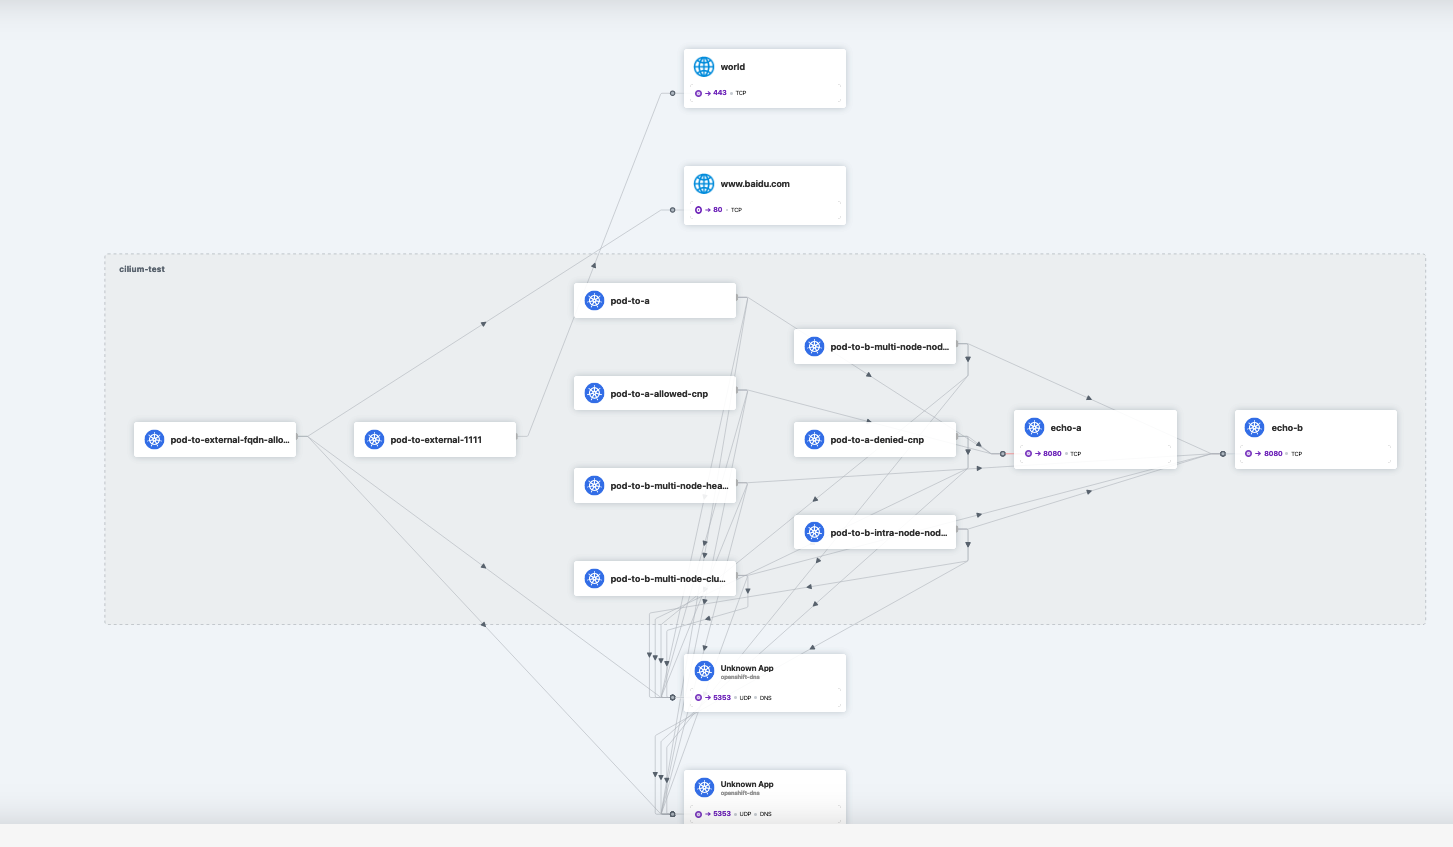 world
→ 443 TCP
www.baidu.com
→ 80 TCP
cilium-test
pod-to-a
pod-to-b-multi-node-nod...
pod-to-a-allowed-cnp
pod-to-external-fqdn-allo...
pod-to-external-1111
pod-to-a-denied-cnp
echo-a
→ 8080 TCP
echo-b
→ 8080 TCP
pod-to-b-multi-node-hea...
pod-to-b-intra-node-nod...
pod-to-b-multi-node-clu...
Unknown App
openshift-dns
→ 5353 UDP DNS
Unknown App
openshift-dns
→ 5353 UDP DNS